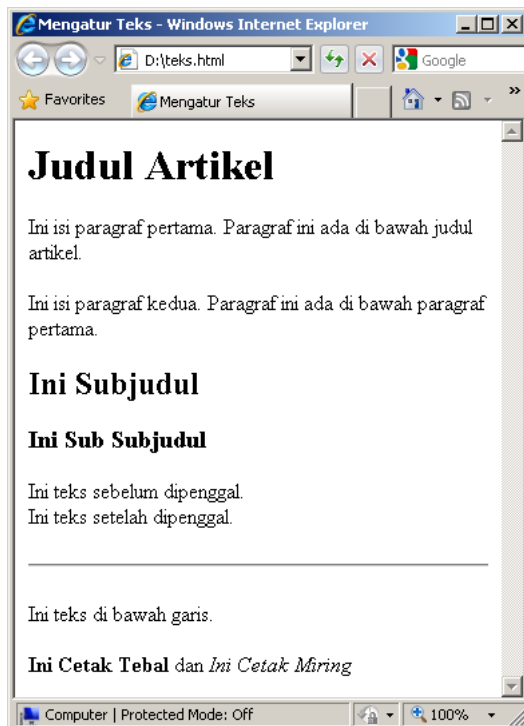 Mengatur Teks - Windows Internet Explorer
D:\teks.html
Google
Favorites
Mengatur Teks
»
Judul Artikel
Ini isi paragraf pertama. Paragraf ini ada di bawah judul
artikel.
Ini isi paragraf kedua. Paragraf ini ada di bawah paragraf
pertama.
Ini Subjudul
Ini Sub Subjudul
Ini teks sebelum dipenggal.
Ini teks setelah dipenggal.
Ini teks di bawah garis.
Ini Cetak Tebal dan Ini Cetak Miring
Computer | Protected Mode: Off
100%